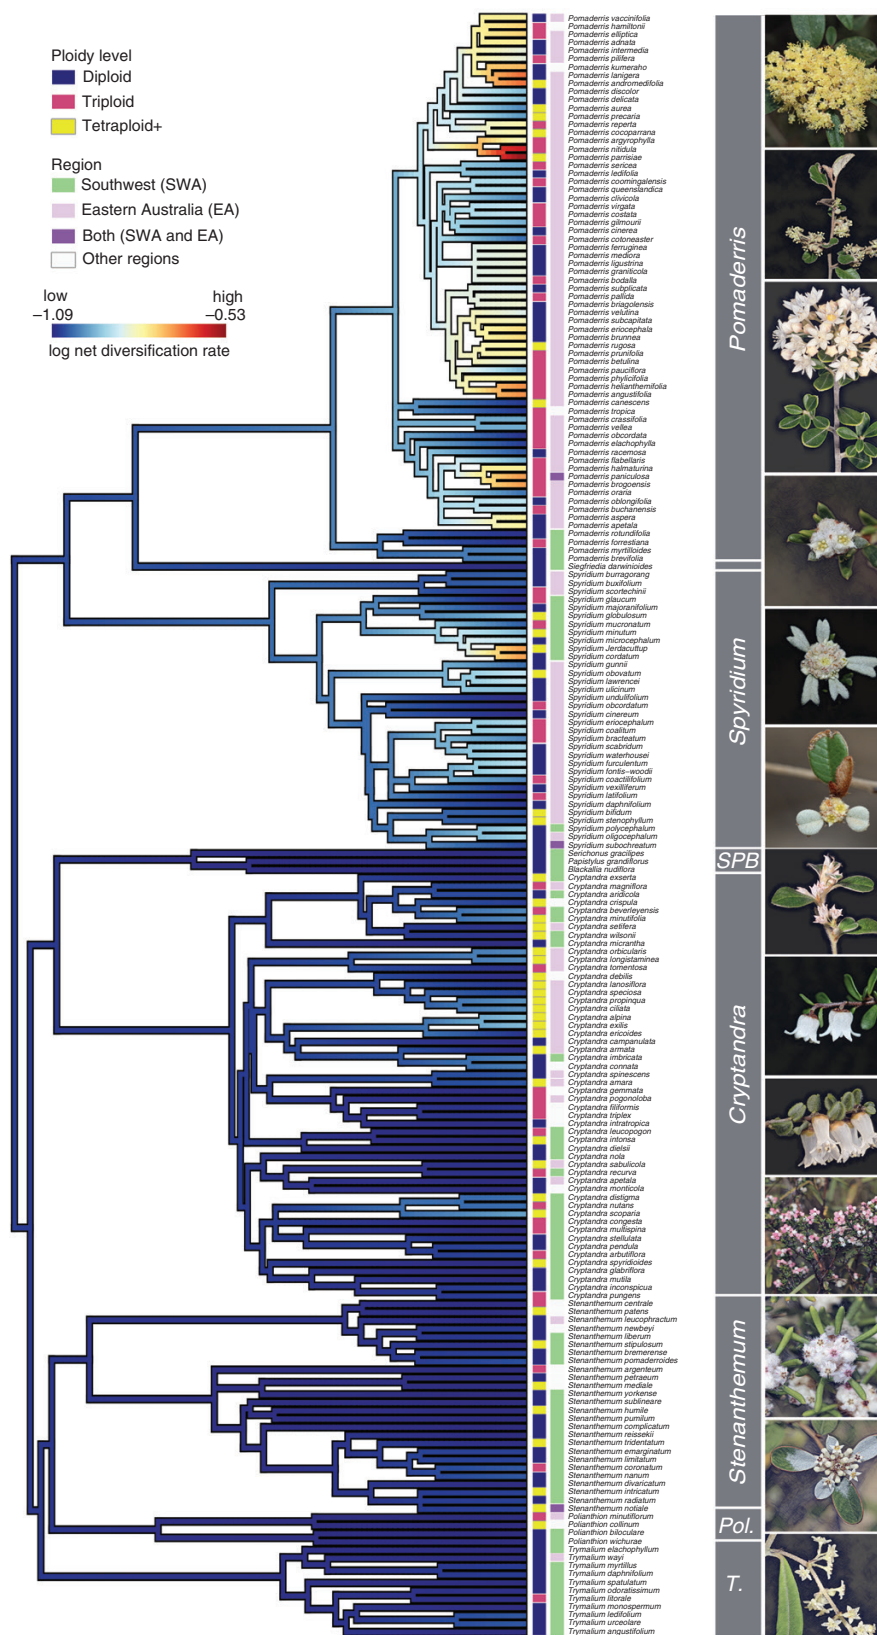 Ploidy level
Diploid
Triploid
Tetraploid+
Region
Southwest (SWA)
Eastern Australia (EA)
Both (SWA and EA)
Other regions
low high
−1.09 −0.53
log net diversification rate
Pomaderris vaccinifolia
Pomaderris hamiltonii
Pomaderris elliptica
Pomaderris adnata
Pomaderris intermedia
Pomaderris pilifera
Pomaderris kumeraho
Pomaderris lanigera
Pomaderris andromedifolia
Pomaderris discolor
Pomaderris delicata
Pomaderris aurea
Pomaderris precaria
Pomaderris reperta
Pomaderris cocoparrana
Pomaderris argyrophylla
Pomaderris nitidula
Pomaderris parrisiae
Pomaderris sericea
Pomaderris ledifolia
Pomaderris coomingalensis
Pomaderris queenslandica
Pomaderris clivicola
Pomaderris virgata
Pomaderris costata
Pomaderris gilmourii
Pomaderris cinerea
Pomaderris cotoneaster
Pomaderris ferruginea
Pomaderris mediora
Pomaderris ligustrina
Pomaderris graniticola
Pomaderris bodalla
Pomaderris subplicata
Pomaderris pallida
Pomaderris briagolensis
Pomaderris velutina
Pomaderris subcapitata
Pomaderris eriocephala
Pomaderris brunnea
Pomaderris rugosa
Pomaderris prunifolia
Pomaderris betulina
Pomaderris pauciflora
Pomaderris phylicifolia
Pomaderris helianthemifolia
Pomaderris angustifolia
Pomaderris canescens
Pomaderris tropica
Pomaderris crassifolia
Pomaderris vellea
Pomaderris obcordata
Pomaderris elachophylla
Pomaderris racemosa
Pomaderris flabellaris
Pomaderris halmaturina
Pomaderris paniculosa
Pomaderris brogoensis
Pomaderris oraria
Pomaderris oblongifolia
Pomaderris buchanensis
Pomaderris aspera
Pomaderris apetala
Pomaderris rotundifolia
Pomaderris forrestiana
Pomaderris myrtilloides
Pomaderris brevifolia
Siegfriedia darwinioides
Spyridium burragorang
Spyridium buxifolium
Spyridium scortechinii
Spyridium glaucum
Spyridium majoranifolium
Spyridium globulosum
Spyridium mucronatum
Spyridium minutum
Spyridium microcephalum
Spyridium Jerdacuttup
Spyridium cordatum
Spyridium gunnii
Spyridium obovatum
Spyridium lawrencei
Spyridium ulicinum
Spyridium undulifolium
Spyridium obcordatum
Spyridium cinereum
Spyridium eriocephalum
Spyridium coalitum
Spyridium bracteatum
Spyridium scabridum
Spyridium waterhousei
Spyridium furculentum
Spyridium fontis−woodii
Spyridium coactilifolium
Spyridium vexilliferum
Spyridium latifolium
Spyridium daphnifolium
Spyridium bifidum
Spyridium stenophyllum
Spyridium polycephalum
Spyridium oligocephalum
Spyridium subochreatum
Serichonus gracilipes
Papistylus grandiflorus
Blackallia nudiflora
Cryptandra exserta
Cryptandra magniflora
Cryptandra aridicola
Cryptandra crispula
Cryptandra beverleyensis
Cryptandra minutifolia
Cryptandra setifera
Cryptandra wilsonii
Cryptandra micrantha
Cryptandra orbicularis
Cryptandra longistaminea
Cryptandra tomentosa
Cryptandra debilis
Cryptandra lanosiflora
Cryptandra speciosa
Cryptandra propinqua
Cryptandra ciliata
Cryptandra alpina
Cryptandra exilis
Cryptandra ericoides
Cryptandra campanulata
Cryptandra armata
Cryptandra imbricata
Cryptandra connata
Cryptandra spinescens
Cryptandra amara
Cryptandra gemmata
Cryptandra pogonoloba
Cryptandra filiformis
Cryptandra triplex
Cryptandra intratropica
Cryptandra leucopogon
Cryptandra intonsa
Cryptandra dielsii
Cryptandra nola
Cryptandra sabulicola
Cryptandra recurva
Cryptandra apetala
Cryptandra monticola
Cryptandra distigma
Cryptandra nutans
Cryptandra scoparia
Cryptandra congesta
Cryptandra multispina
Cryptandra stellulata
Cryptandra pendula
Cryptandra arbutiflora
Cryptandra spyridioides
Cryptandra glabriflora
Cryptandra mutila
Cryptandra inconspicua
Cryptandra pungens
Stenanthemum centrale
Stenanthemum patens
Stenanthemum leucophractum
Stenanthemum newbeyi
Stenanthemum liberum
Stenanthemum stipulosum
Stenanthemum bremerense
Stenanthemum pomaderroides
Stenanthemum argenteum
Stenanthemum petraeum
Stenanthemum mediale
Stenanthemum yorkense
Stenanthemum sublineare
Stenanthemum humile
Stenanthemum pumilum
Stenanthemum complicatum
Stenanthemum reissekii
Stenanthemum tridentatum
Stenanthemum emarginatum
Stenanthemum limitatum
Stenanthemum coronatum
Stenanthemum nanum
Stenanthemum divaricatum
Stenanthemum intricatum
Stenanthemum radiatum
Stenanthemum notiale
Polianthion minutiflorum
Polianthion collinum
Polianthion biloculare
Polianthion wichurae
Trymalium elachophyllum
Trymalium wayi
Trymalium myrtillus
Trymalium daphnifolium
Trymalium spatulatum
Trymalium odoratissimum
Trymalium litorale
Trymalium monospermum
Trymalium ledifolium
Trymalium urceolare
Trymalium angustifolium
Pomaderris
Spyridium
SPB
Cryptandra
Stenanthemum
Pol.
T.